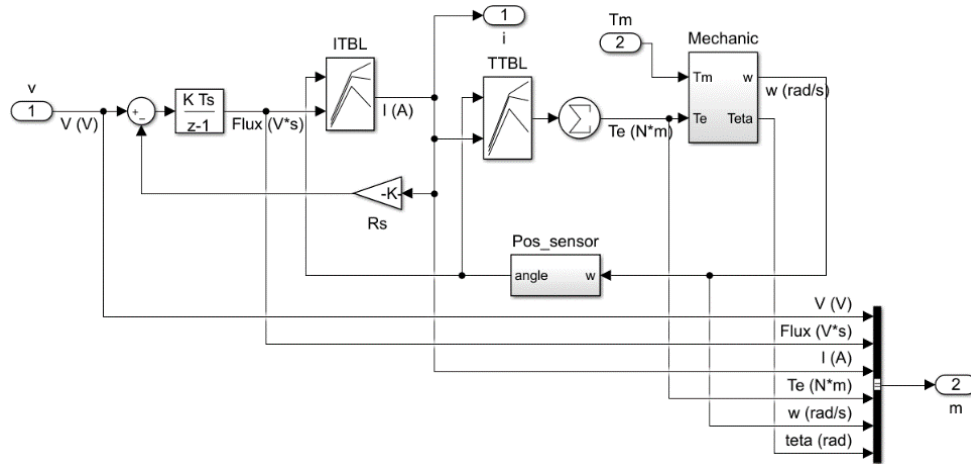 1
i
Tm
2
ITBL
TTBL
Mechanic
v
1
V (V)
+
−
K Ts
z-1
Flux (V*s)
I (A)
Te (N*m)
Tm
Te
w
Teta
w (rad/s)
-K-
Rs
Pos_sensor
angle
w
V (V)
Flux (V*s)
I (A)
Te (N*m)
w (rad/s)
teta (rad)
2
m